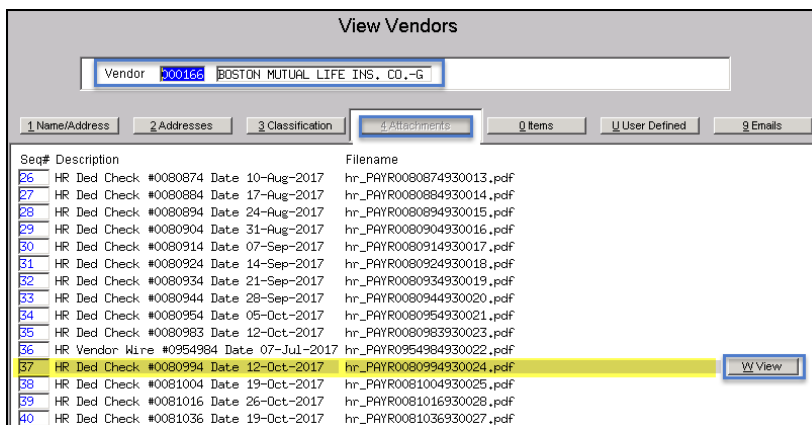 View Vendors
Vendor 000166 BOSTON MUTUAL LIFE INS. CO.-G
1 Name/Address 2 Addresses 3 Classification 4 Attachments 0 Items U User Defined 9 Emails
Seq# Description Filename
26 HR Ded Check #0080874 Date 10-Aug-2017 hr_PAYR0080874930013.pdf
27 HR Ded Check #0080884 Date 17-Aug-2017 hr_PAYR0080884930014.pdf
28 HR Ded Check #0080894 Date 24-Aug-2017 hr_PAYR0080894930015.pdf
29 HR Ded Check #0080904 Date 31-Aug-2017 hr_PAYR0080904930016.pdf
30 HR Ded Check #0080914 Date 07-Sep-2017 hr_PAYR0080914930017.pdf
31 HR Ded Check #0080924 Date 14-Sep-2017 hr_PAYR0080924930018.pdf
32 HR Ded Check #0080934 Date 21-Sep-2017 hr_PAYR0080934930019.pdf
33 HR Ded Check #0080944 Date 28-Sep-2017 hr_PAYR0080944930020.pdf
34 HR Ded Check #0080954 Date 05-Oct-2017 hr_PAYR0080954930021.pdf
35 HR Ded Check #0080983 Date 12-Oct-2017 hr_PAYR0080983930023.pdf
36 HR Vendor Wire #0954984 Date 07-Jul-2017 hr_PAYR0954984930022.pdf
37 HR Ded Check #0080994 Date 12-Oct-2017 hr_PAYR0080994930024.pdf W View
38 HR Ded Check #0081004 Date 19-Oct-2017 hr_PAYR0081004930025.pdf
39 HR Ded Check #0081016 Date 26-Oct-2017 hr_PAYR0081016930028.pdf
40 HR Ded Check #0081036 Date 19-Oct-2017 hr_PAYR0081036930027.pdf